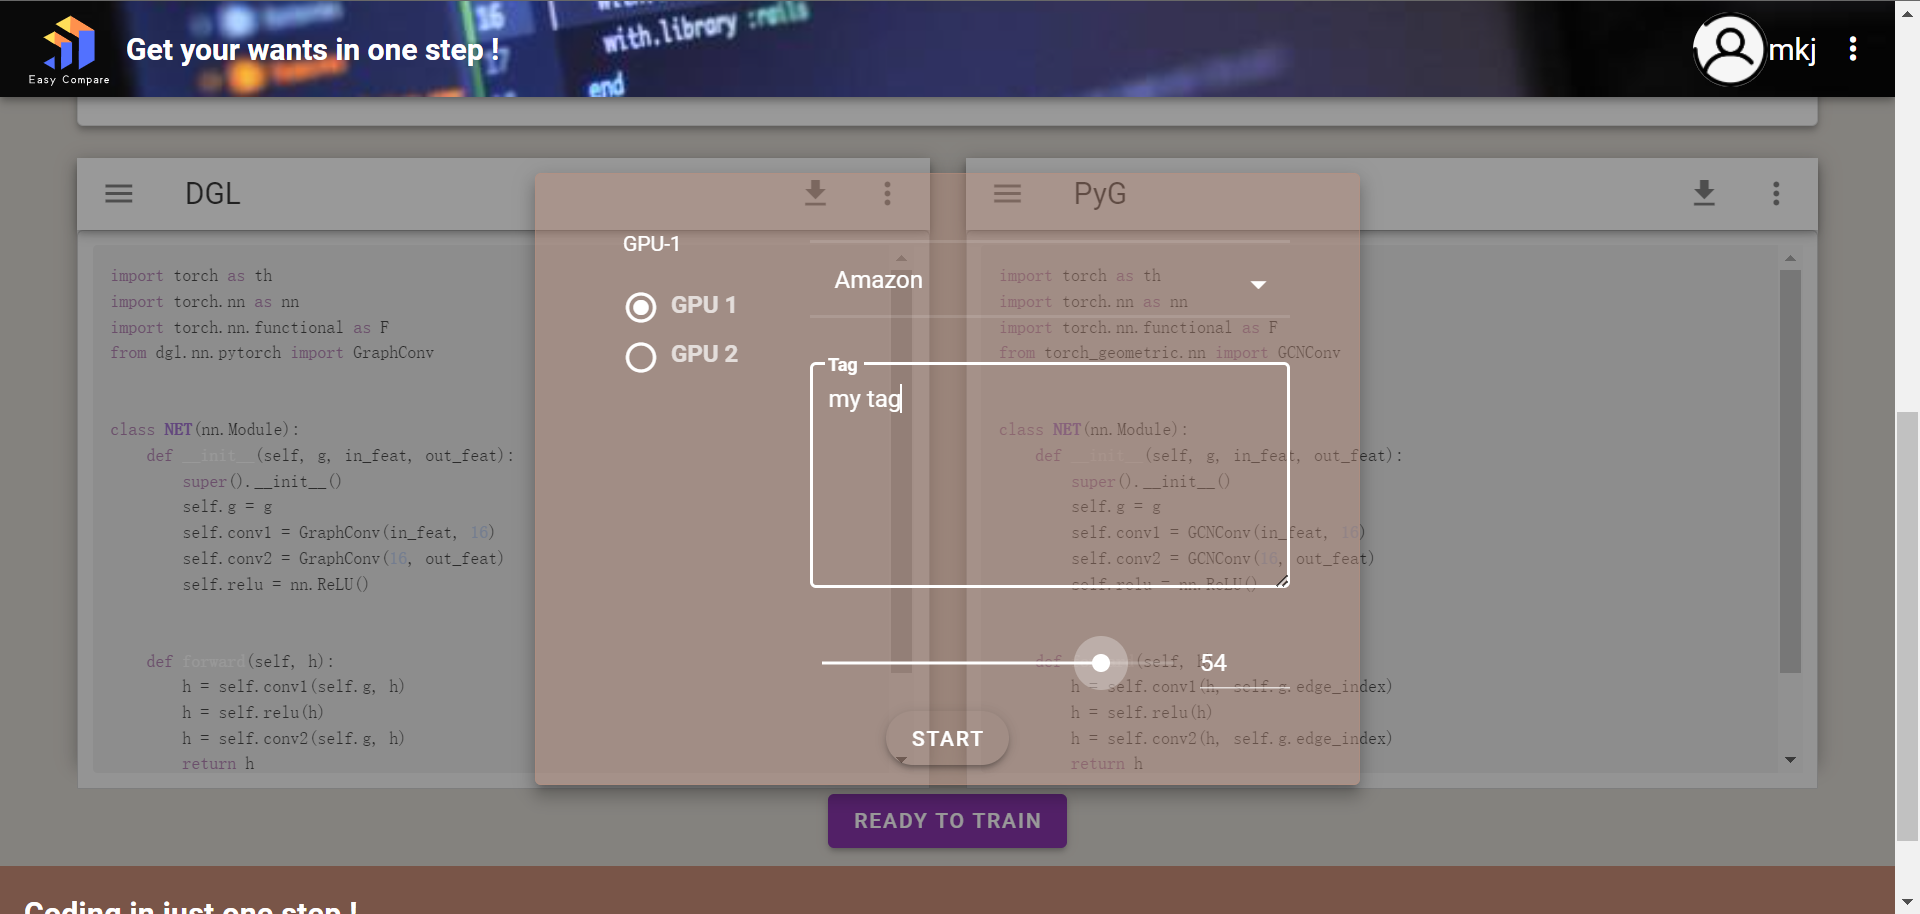 16
with.library :rails
17
end
Easy Compare
Get your wants in one step !
mkj
DGL
import torch as th
import torch.nn as nn
import torch.nn.functional as F
from dgl.nn.pytorch import GraphConv
class NET(nn.Module):
def __init__(self, g, in_feat, out_feat):
super().__init__()
self.g = g
self.conv1 = GraphConv(in_feat, 16)
self.conv2 = GraphConv(16, out_feat)
self.relu = nn.ReLU()
def forward(self, h):
h = self.conv1(self.g, h)
h = self.relu(h)
h = self.conv2(self.g, h)
return h
PyG
import torch as th
import torch.nn as nn
import torch.nn.functional as F
from torch_geometric.nn import GCNConv
class NET(nn.Module):
def __init__(self, g, in_feat, out_feat):
super().__init__()
self.g = g
self.conv1 = GCNConv(in_feat, 16)
self.conv2 = GCNConv(16, out_feat)
self.relu = nn.ReLU()
def (self, h
h = self.conv1(h, self.g.edge_index)
h = self.relu(h)
h = self.conv2(h, self.g.edge_index)
return h
GPU-1
GPU 1
GPU 2
Amazon
Tag
my tag
54
START
READY TO TRAIN
Coding in just one step !